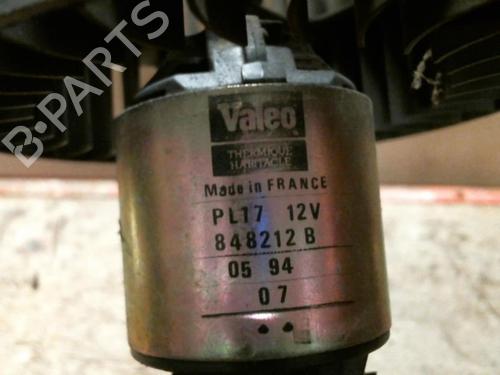 B-PARTS
Valeo
THERMIQUE
HABITACLE
Made in FRANCE
PL17 12V
848212 B
05 94
07